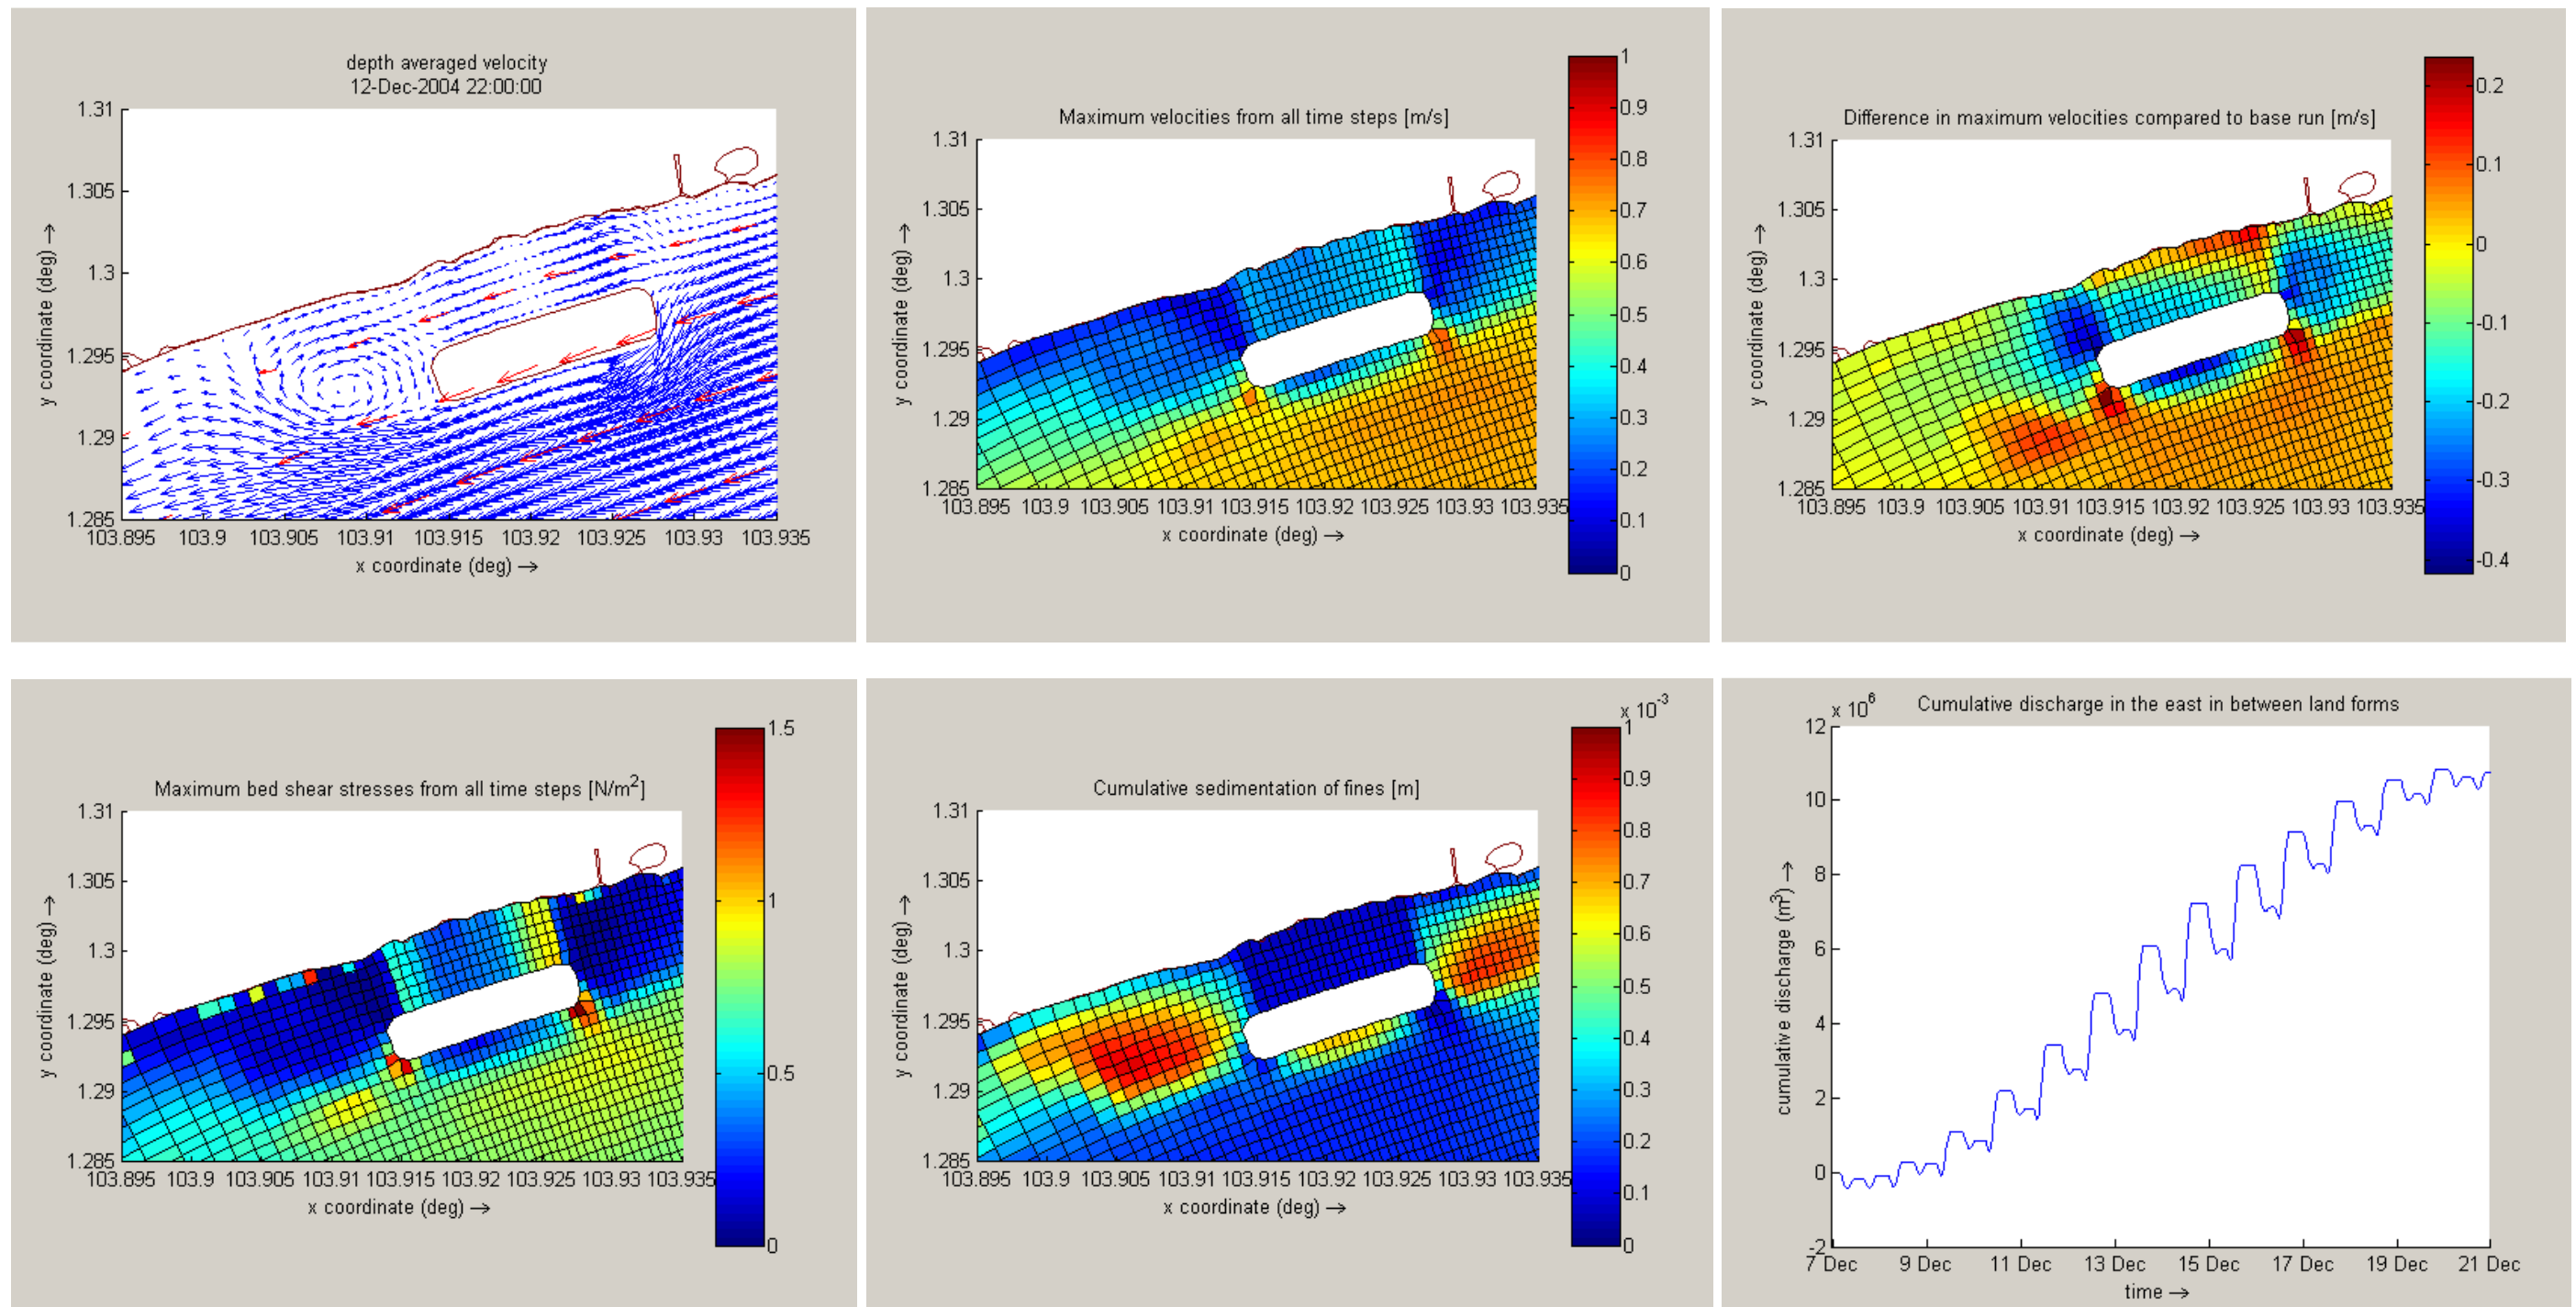 depth averaged velocity
12-Dec-2004 22:00:00
1.31
1.305
1.3
1.295
1.29
1.285
y coordinate (deg) →
103.895 103.9 103.905 103.91 103.915 103.92 103.925 103.93 103.935
x coordinate (deg) →
Maximum velocities from all time steps [m/s]
1.31
1.305
1.3
1.295
1.29
1.285
y coordinate (deg) →
103.895 103.9 103.905 103.91 103.915 103.92 103.925 103.93 103.935
x coordinate (deg) →
1
0.9
0.8
0.7
0.6
0.5
0.4
0.3
0.2
0.1
0
Difference in maximum velocities compared to base run [m/s]
1.31
1.305
1.3
1.295
1.29
1.285
y coordinate (deg) →
103.895 103.9 103.905 103.91 103.915 103.92 103.925 103.93 103.935
x coordinate (deg) →
0.2
0.1
0
-0.1
-0.2
-0.3
-0.4
Maximum bed shear stresses from all time steps [N/m²]
1.31
1.305
1.3
1.295
1.29
1.285
y coordinate (deg) →
103.895 103.9 103.905 103.91 103.915 103.92 103.925 103.93 103.935
x coordinate (deg) →
1.5
1
0.5
0
Cumulative sedimentation of fines [m]
1.31
1.305
1.3
1.295
1.29
1.285
y coordinate (deg) →
103.895 103.9 103.905 103.91 103.915 103.92 103.925 103.93 103.935
x coordinate (deg) →
x 10⁻³
1
0.9
0.8
0.7
0.6
0.5
0.4
0.3
0.2
0.1
0
Cumulative discharge in the east in between land forms
x 10⁶
12
10
8
6
4
2
0
-2
cumulative discharge (m³) →
7 Dec 9 Dec 11 Dec 13 Dec 15 Dec 17 Dec 19 Dec 21 Dec
time →